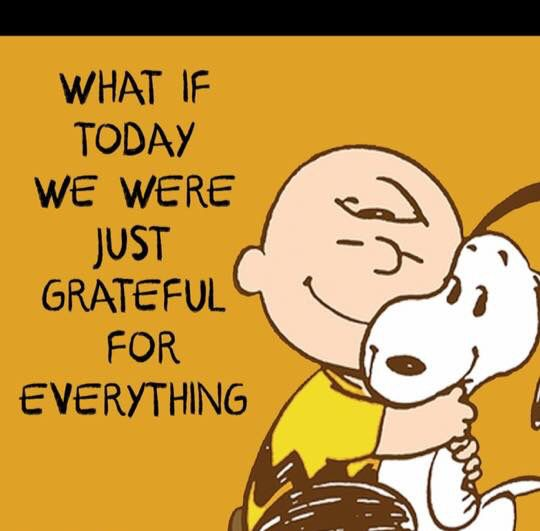 WHAT IF
TODAY
WE WERE
JUST
GRATEFUL
FOR
EVERYTHING